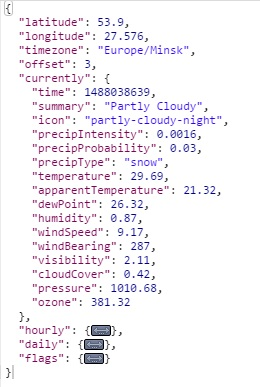 {
  "latitude": 53.9,
  "longitude": 27.576,
  "timezone": "Europe/Minsk",
  "offset": 3,
  "currently": {
    "time": 1488038639,
    "summary": "Partly Cloudy",
    "icon": "partly-cloudy-night",
    "precipIntensity": 0.0016,
    "precipProbability": 0.03,
    "precipType": "snow",
    "temperature": 29.69,
    "apparentTemperature": 21.32,
    "dewPoint": 26.32,
    "humidity": 0.87,
    "windSpeed": 9.17,
    "windBearing": 287,
    "visibility": 2.11,
    "cloudCover": 0.42,
    "pressure": 1010.68,
    "ozone": 381.32
  },
  "hourly": {},
  "daily": {},
  "flags": {}
}